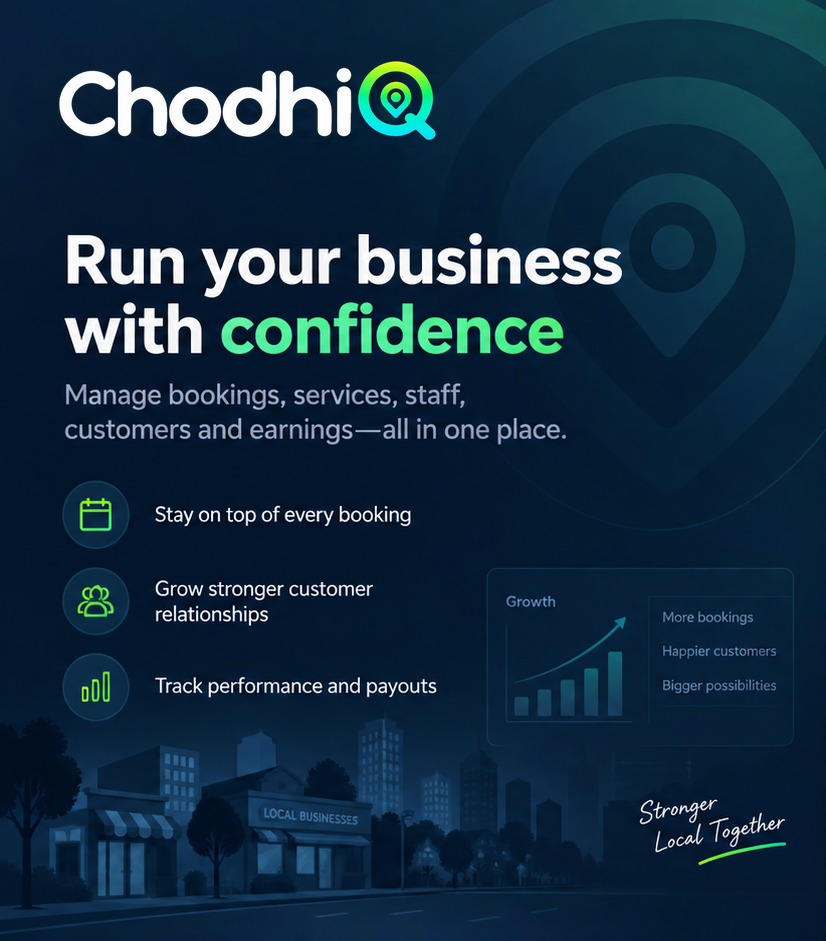 ChodhiQ
Run your business
with confidence
Manage bookings, services, staff,
customers and earnings—all in one place.
Stay on top of every booking
Grow stronger customer
relationships
Track performance and payouts
Growth
More bookings
Happier customers
Bigger possibilities
LOCAL BUSINESSES
Stronger
Local Together